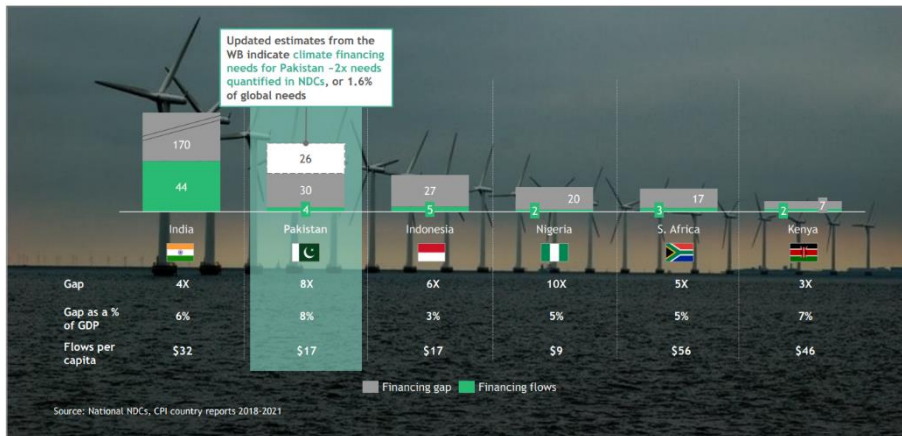 Updated estimates from the
WB indicate climate financing
needs for Pakistan ~2x needs
quantified in NDCs, or 1.6%
of global needs
170
44
26
30
4
27
5
20
2
17
3
7
2
India
Pakistan
Indonesia
Nigeria
S. Africa
Kenya
Gap 4X 8X 6X 10X 5X 3X
Gap as a %
of GDP
6% 8% 3% 5% 5% 7%
Flows per
capita
$32 $17 $17 $9 $56 $46
Financing gap Financing flows
Source: National NDCs, CPI country reports 2018-2021